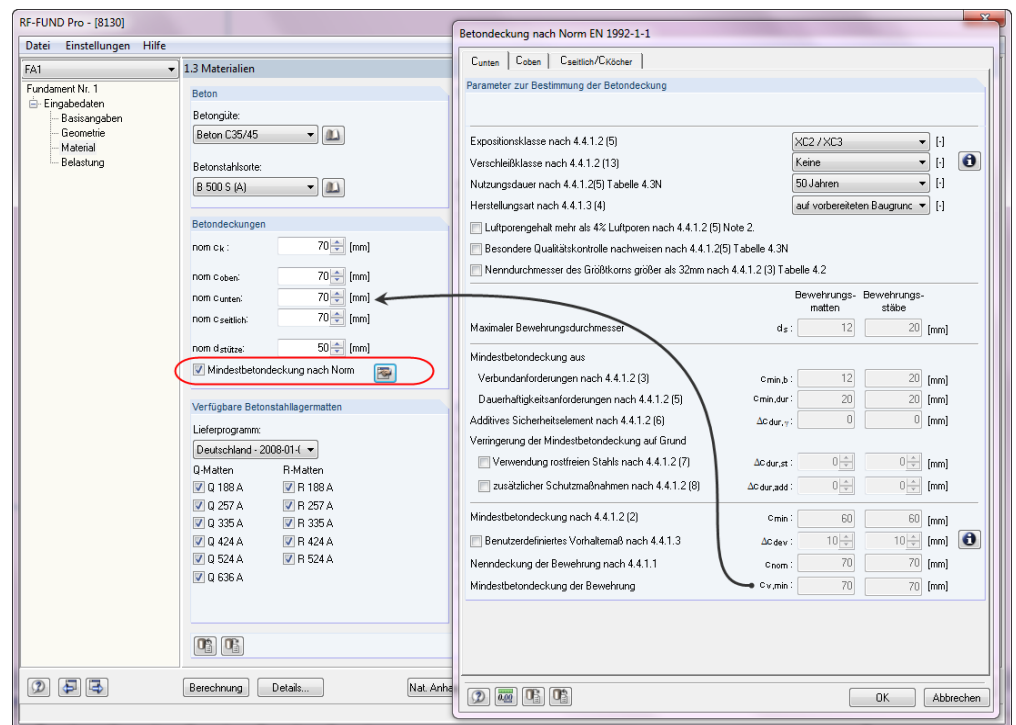 RF-FUND Pro - [8130]
Datei Einstellungen Hilfe
FA1
Fundament Nr. 1
Eingabedaten
Basisangaben
Geometrie
Material
Belastung
1.3 Materialien
Beton
Betongüte:
Beton C35/45
Betonstahlsorte:
B 500 S (A)
Betondeckungen
nom ck : 70 [mm]
nom coben: 70 [mm]
nom cunten: 70 [mm]
nom cseitlich: 70 [mm]
nom dstütze: 50 [mm]
Mindestbetondeckung nach Norm
Verfügbare Betonstahllagermatten
Lieferprogramm:
Deutschland - 2008-01-(
Q-Matten R-Matten
Q 188 A R 188 A
Q 257 A R 257 A
Q 335 A R 335 A
Q 424 A R 424 A
Q 524 A R 524 A
Q 636 A
Berechnung Details... Nat. Anha
Betondeckung nach Norm EN 1992-1-1
Cunten Coben Cseitlich/CKöcher
Parameter zur Bestimmung der Betondeckung
Expositionsklasse nach 4.4.1.2 (5) XC2 / XC3 [-]
Verschleißklasse nach 4.4.1.2 (13) Keine [-]
Nutzungsdauer nach 4.4.1.2(5) Tabelle 4.3N 50 Jahren [-]
Herstellungsart nach 4.4.1.3 (4) auf vorbereiteten Baugrunc [-]
Luftporengehalt mehr als 4% Luftporen nach 4.4.1.2 (5) Note 2.
Besondere Qualitätskontrolle nachweisen nach 4.4.1.2(5) Tabelle 4.3N
Nenndurchmesser des Größtkorns größer als 32mm nach 4.4.1.2 (3) Tabelle 4.2
Bewehrungs- Bewehrungs-
matten stäbe
Maximaler Bewehrungsdurchmesser ds : 12 20 [mm]
Mindestbetondeckung aus
Verbundanforderungen nach 4.4.1.2 (3) cmin,b : 12 20 [mm]
Dauerhaftigkeitsanforderungen nach 4.4.1.2 (5) cmin,dur : 20 20 [mm]
Additives Sicherheitselement nach 4.4.1.2 (6) Δcdur,γ : 0 0 [mm]
Verringerung der Mindestbetondeckung auf Grund
Verwendung rostfreien Stahls nach 4.4.1.2 (7) Δcdur,st : 0 0 [mm]
zusätzlicher Schutzmaßnahmen nach 4.4.1.2 (8) Δcdur,add : 0 0 [mm]
Mindestbetondeckung nach 4.4.1.2 (2) cmin : 60 60 [mm]
Benutzerdefiniertes Vorhaltemaß nach 4.4.1.3 Δcdev : 10 10 [mm]
Nenndeckung der Bewehrung nach 4.4.1.1 cnom : 70 70 [mm]
Mindestbetondeckung der Bewehrung cv,min : 70 70 [mm]
0,00
OK Abbrechen